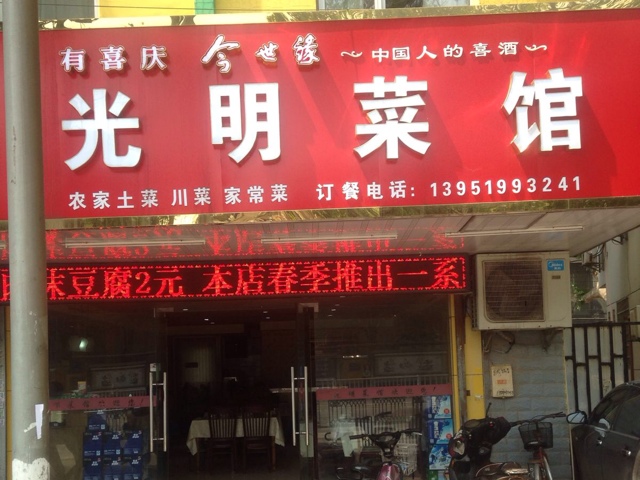 有喜庆 今世缘 中国人的喜酒
光明菜馆
农家土菜 川菜 家常菜 订餐电话: 13951993241
末豆腐2元 本店春季推出一系